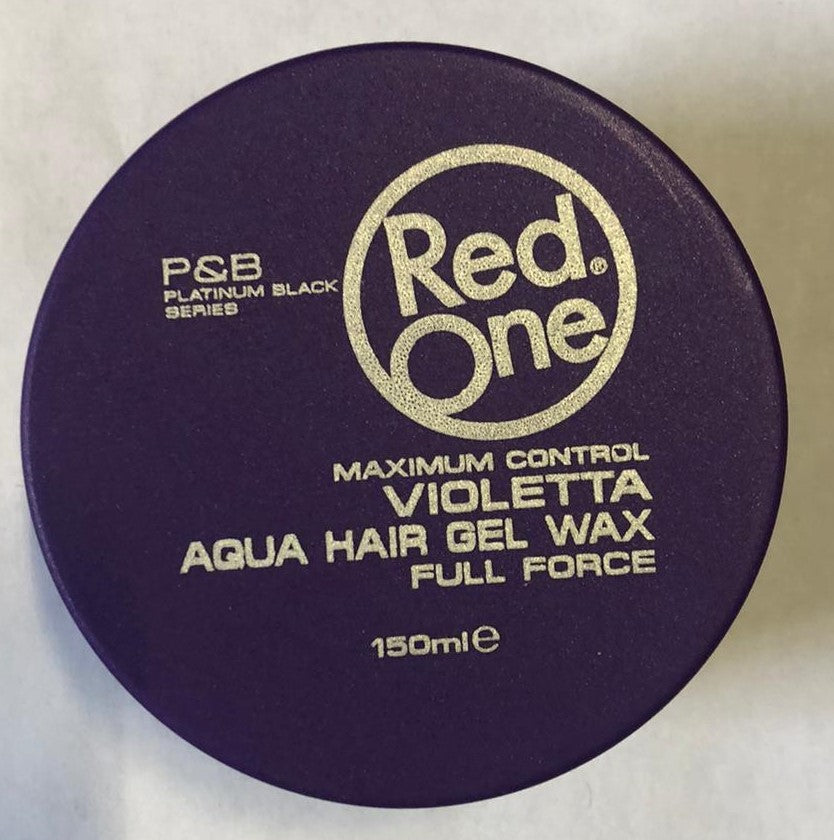 P&B
PLATINUM BLACK
SERIES
Red.
One®
MAXIMUM CONTROL
VIOLETTA
AQUA HAIR GEL WAX
FULL FORCE
150ml℮